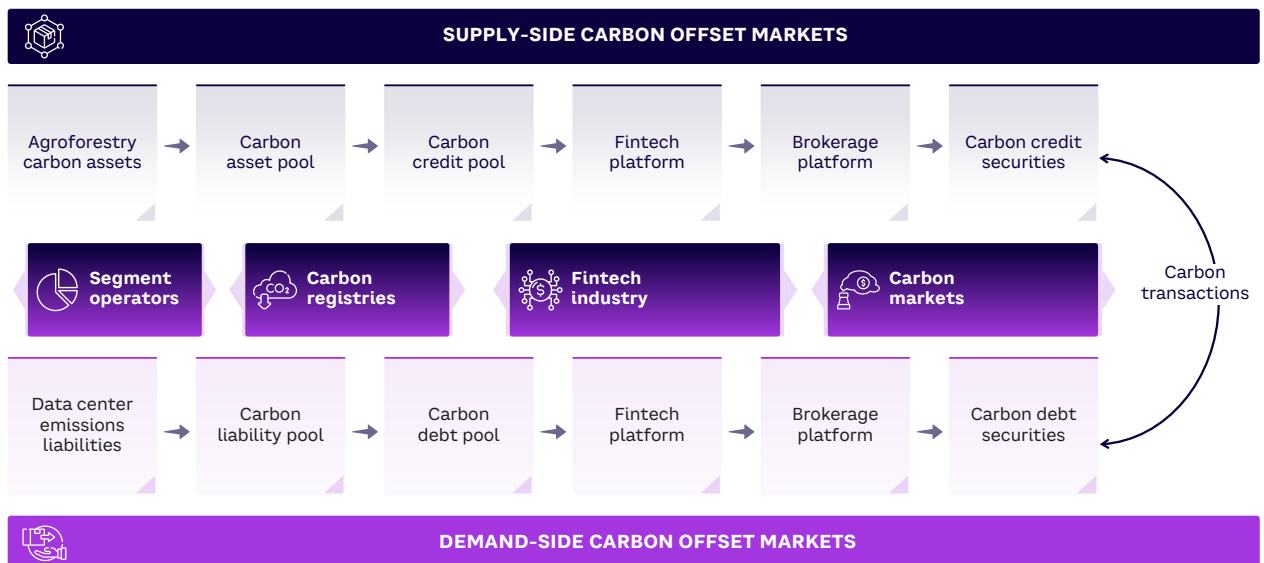 SUPPLY-SIDE CARBON OFFSET MARKETS
Agroforestry
carbon assets
Carbon
asset pool
Carbon
credit pool
Fintech
platform
Brokerage
platform
Carbon credit
securities
Segment
operators
CO₂
Carbon
registries
$
Fintech
industry
$
Carbon
markets
Carbon
transactions
Data center
emissions
liabilities
Carbon
liability pool
Carbon
debt pool
Fintech
platform
Brokerage
platform
Carbon debt
securities
DEMAND-SIDE CARBON OFFSET MARKETS